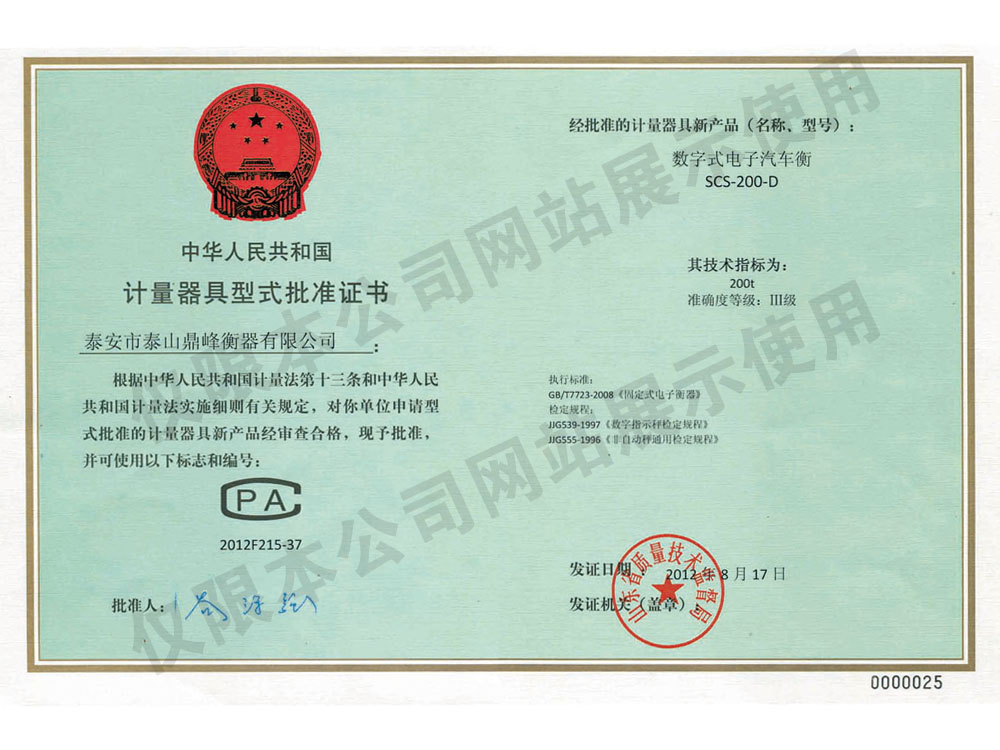 中华人民共和国
计量器具型式批准证书
泰安市泰山鼎峰衡器有限公司：
根据中华人民共和国计量法第十三条和中华人民
共和国计量法实施细则有关规定，对你单位申请型
式批准的计量器具新产品经审查合格，现予批准，
并可使用以下标志和编号：
CPA
2012F215-37
批准人：
经批准的计量器具新产品（名称、型号）：
数字式电子汽车衡
SCS-200-D
其技术指标为：
200t
准确度等级：III级
执行标准：
GB/T7723-2008《固定式电子衡器》
检定规程：
JJG539-1997《数字指示秤检定规程》
JJG555-1996《非自动秤通用检定规程》
发证日期：2012 年 8 月 17 日
发证机关（盖章）
山东省质量技术监督局
0000025
仅限本公司网站展示使用
仅限本公司网站展示使用